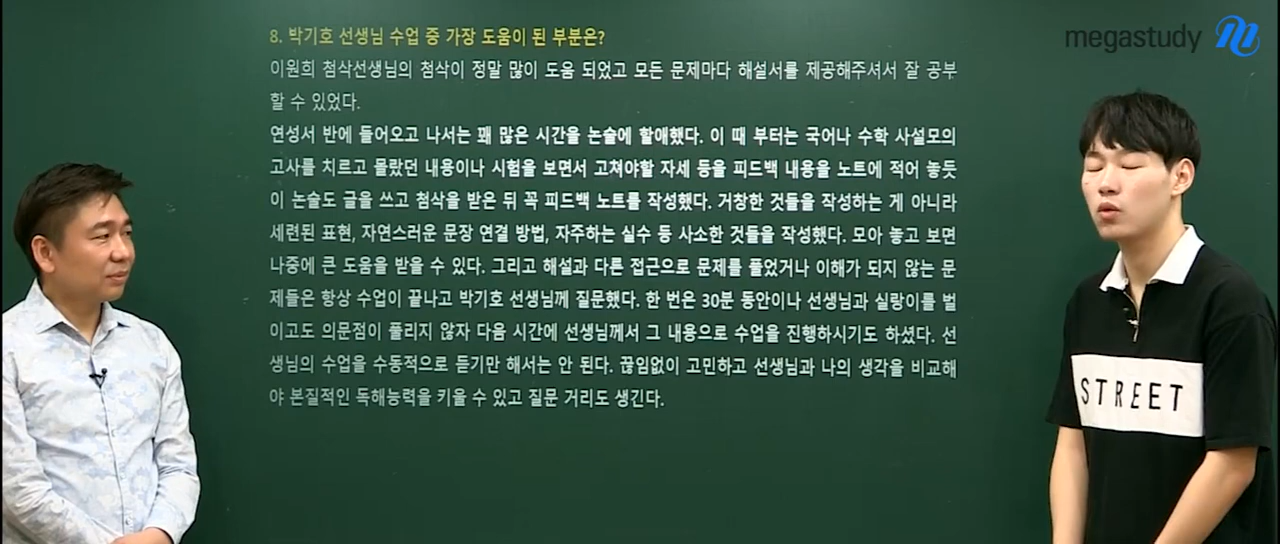 megastudy
8. 박기호 선생님 수업 중 가장 도움이 된 부분은?
이원희 첨삭선생님의 첨삭이 정말 많이 도움 되었고 모든 문제마다 해설서를 제공해주셔서 잘 공부
할 수 있었다.
연성서 반에 들어오고 나서는 꽤 많은 시간을 논술에 할애했다. 이 때 부터는 국어나 수학 사설모의
고사를 치르고 몰랐던 내용이나 시험을 보면서 고쳐야할 자세 등을 피드백 내용을 노트에 적어 놓듯
이 논술도 글을 쓰고 첨삭을 받은 뒤 꼭 피드백 노트를 작성했다. 거창한 것들을 작성하는 게 아니라
세련된 표현, 자연스러운 문장 연결 방법, 자주하는 실수 등 사소한 것들을 작성했다. 모아 놓고 보면
나중에 큰 도움을 받을 수 있다. 그리고 해설과 다른 접근으로 문제를 풀었거나 이해가 되지 않는 문
제들은 항상 수업이 끝나고 박기호 선생님께 질문했다. 한 번은 30분 동안이나 선생님과 실랑이를 벌
이고도 의문점이 풀리지 않자 다음 시간에 선생님께서 그 내용으로 수업을 진행하시기도 하셨다. 선
생님의 수업을 수동적으로 듣기만 해서는 안 된다. 끊임없이 고민하고 선생님과 나의 생각을 비교해
야 본질적인 독해능력을 키울 수 있고 질문 거리도 생긴다.
STREET